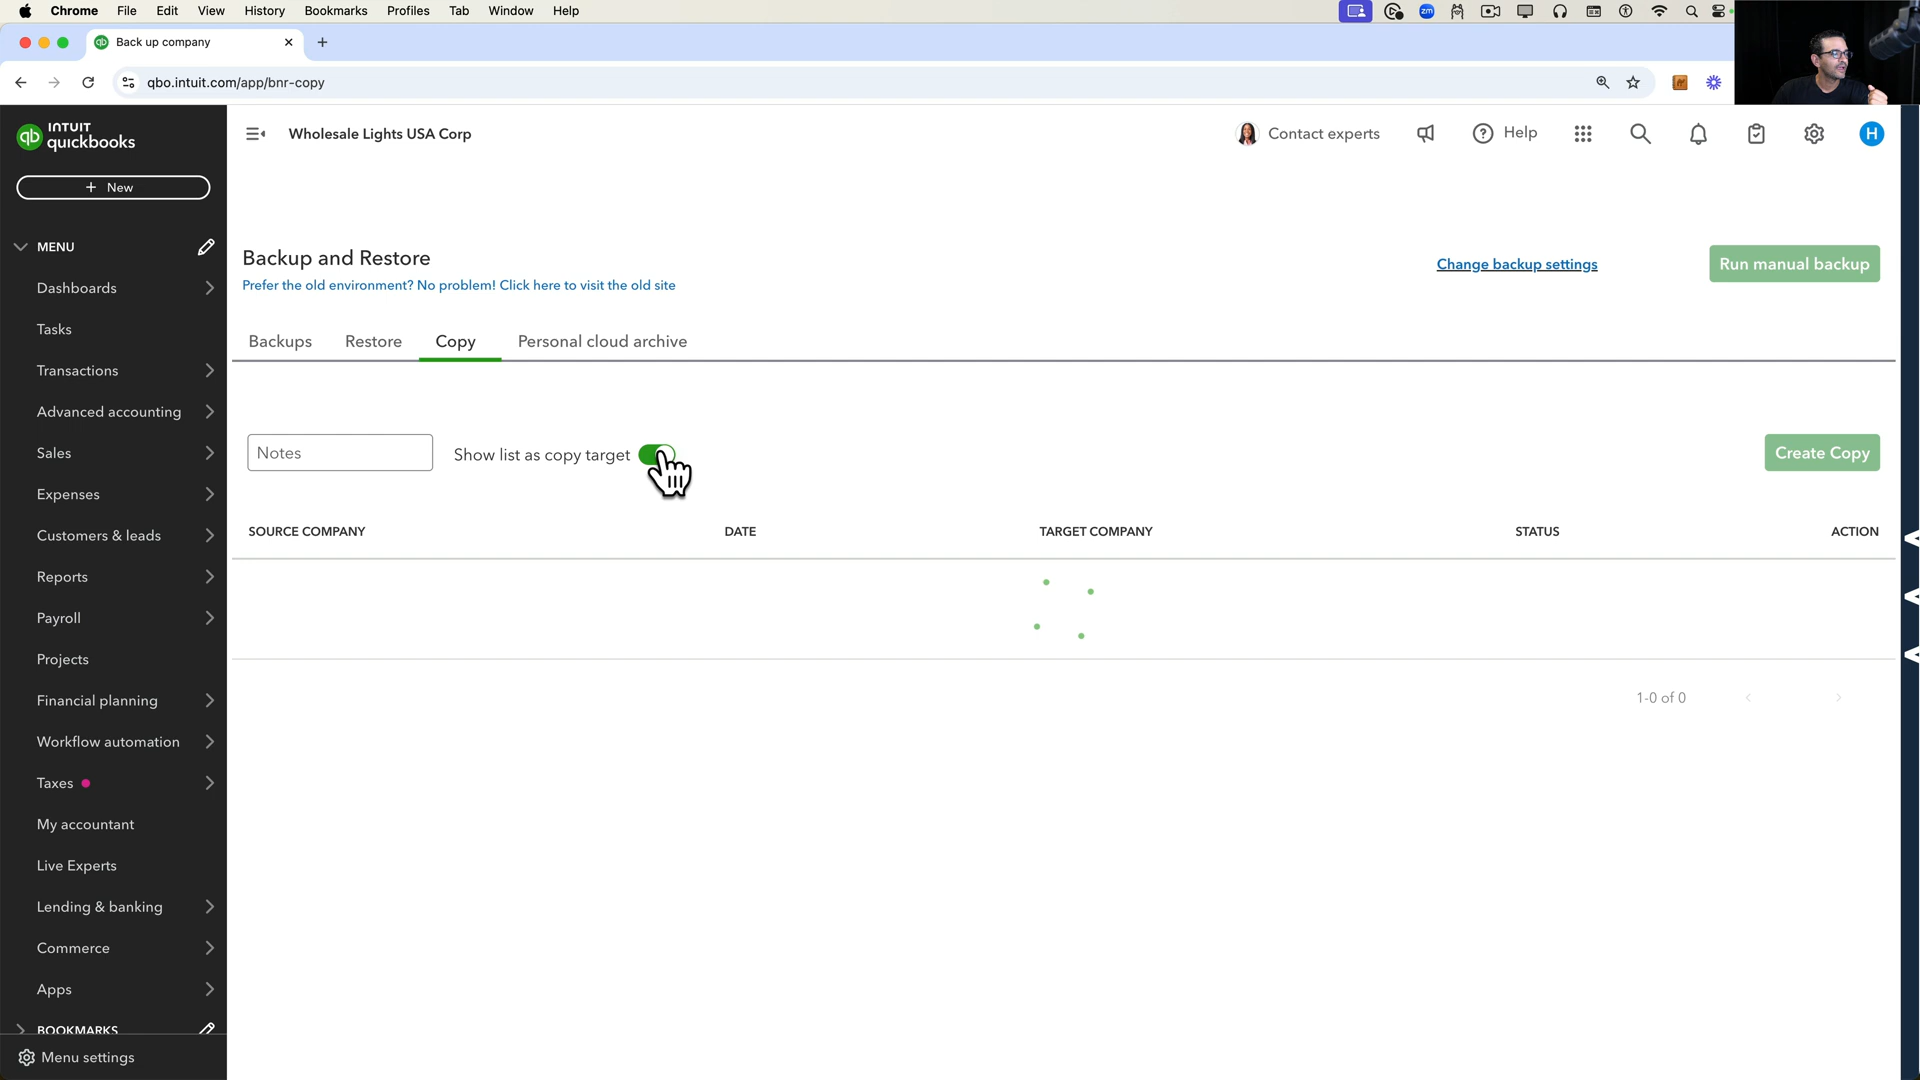 Chrome File Edit View History Bookmarks Profiles Tab Window Help
zm
qb Back up company
qbo.intuit.com/app/bnr-copy
qb INTUIT quickbooks
+ New
MENU
Dashboards
Tasks
Transactions
Advanced accounting
Sales
Expenses
Customers & leads
Reports
Payroll
Projects
Financial planning
Workflow automation
Taxes
My accountant
Live Experts
Lending & banking
Commerce
Apps
BOOKMARKS
Menu settings
Wholesale Lights USA Corp
Contact experts
Help
H
Backup and Restore
Prefer the old environment? No problem! Click here to visit the old site
Change backup settings
Run manual backup
Backups Restore Copy Personal cloud archive
Notes
Show list as copy target
Create Copy
SOURCE COMPANY DATE TARGET COMPANY STATUS ACTION
1-0 of 0